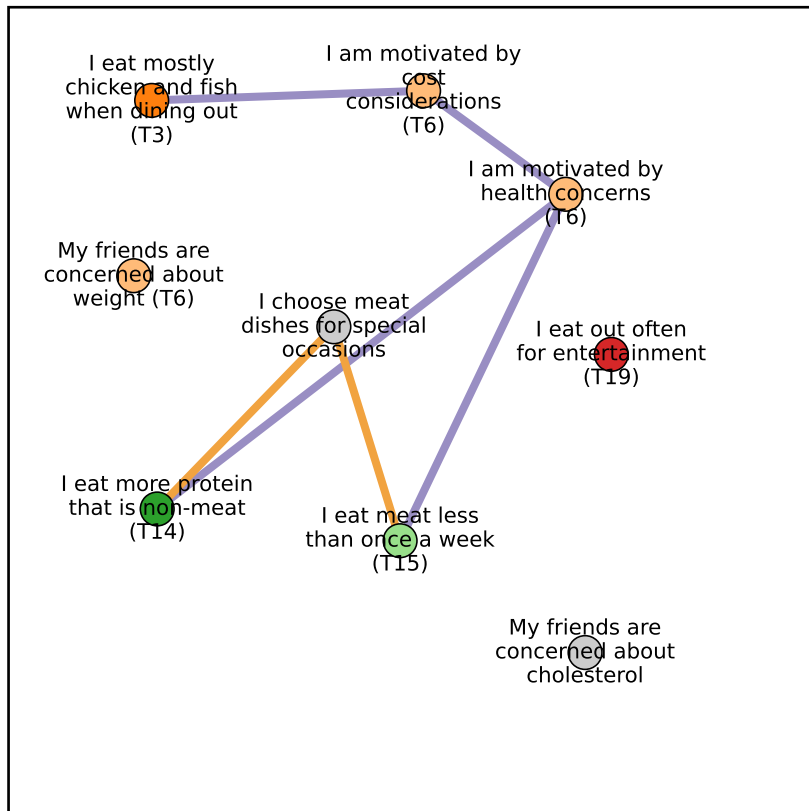 I eat mostly
chicken and fish
when dining out
(T3)
I am motivated by
cost
considerations
(T6)
I am motivated by
health concerns
(T6)
My friends are
concerned about
weight (T6)
I choose meat
dishes for special
occasions
I eat out often
for entertainment
(T19)
I eat more protein
that is non-meat
(T14)
I eat meat less
than once a week
(T15)
My friends are
concerned about
cholesterol